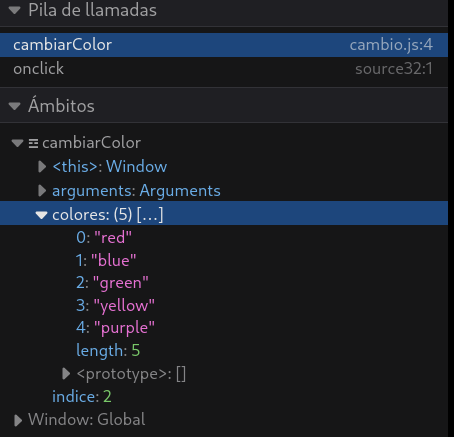 Pila de llamadas
cambiarColor cambio.js:4
onclick source32:1
Ámbitos
cambiarColor
<this>: Window
arguments: Arguments
colores: (5) […]
0: "red"
1: "blue"
2: "green"
3: "yellow"
4: "purple"
length: 5
<prototype>: []
indice: 2
Window: Global